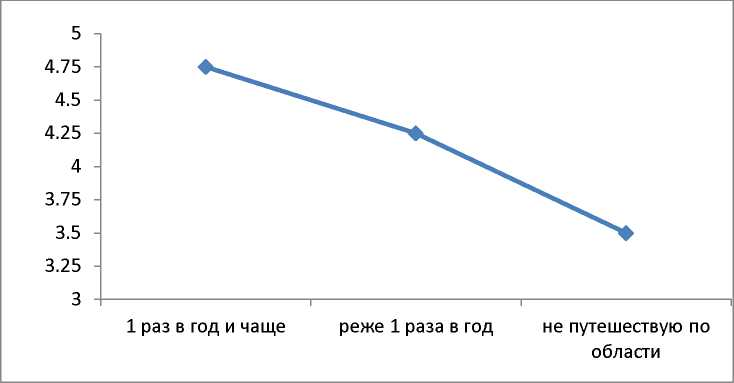 5
4.75
4.5
4.25
4
3.75
3.5
3.25
3
1 раз в год и чаще
реже 1 раза в год
не путешествую по
области